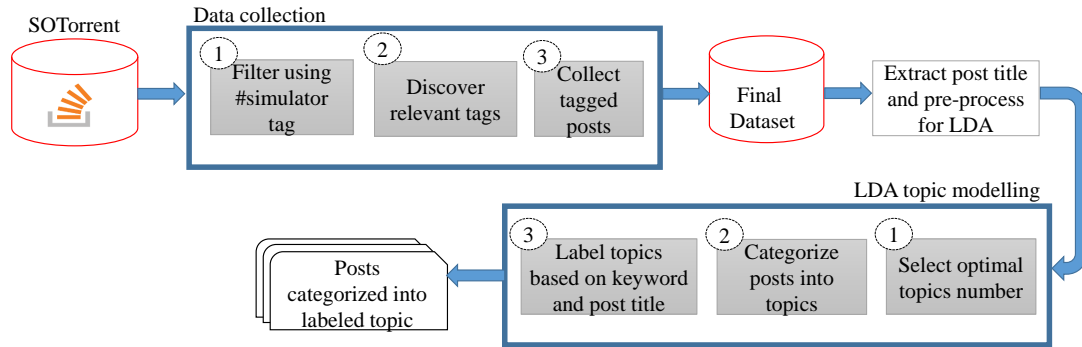 SOTorrent
Data collection
1
Filter using
#simulator
tag
2
Discover
relevant tags
3
Collect
tagged
posts
Final
Dataset
Extract post title
and pre-process
for LDA
LDA topic modelling
1
Select optimal
topics number
2
Categorize
posts into
topics
3
Label topics
based on keyword
and post title
Posts
categorized into
labeled topic